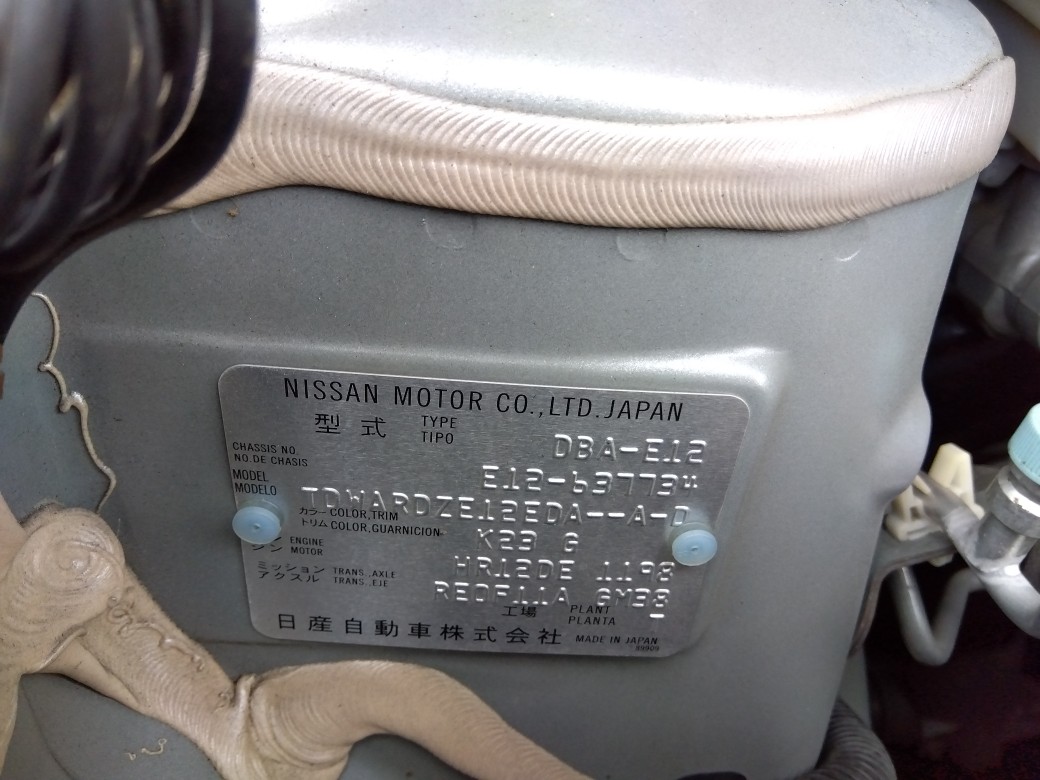 NISSAN MOTOR CO.,LTD.JAPAN
型式 TYPE TIPO DBA-E12
CHASSIS NO. NO.DE CHASIS
MODEL MODELO TDWARDZE12EDA--A-D
カラー COLOR,TRIM トリム COLOR,GUARNICION K23 G
ENGINE MOTOR HR12DE 1198
ミッション TRANS.,AXLE アクスル TRANS.,EJE RE0F11A GM38
工場 PLANT PLANTA
日産自動車株式会社 MADE IN JAPAN